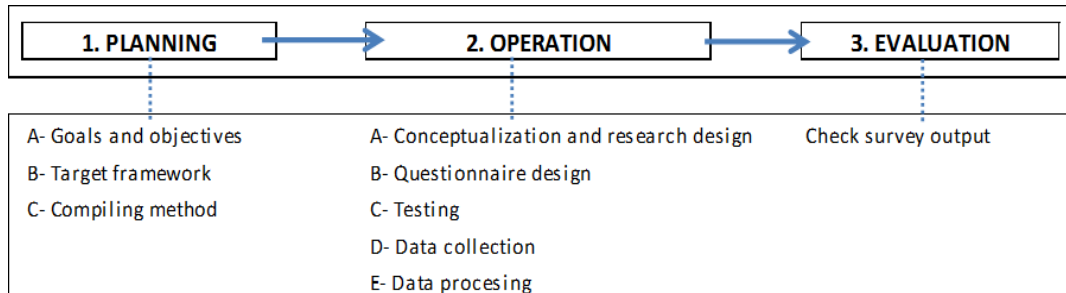 1. PLANNING
2. OPERATION
3. EVALUATION
A- Goals and objectives
B- Target framework
C- Compiling method
A- Conceptualization and research design
B- Questionnaire design
C- Testing
D- Data collection
E- Data procesing
Check survey output